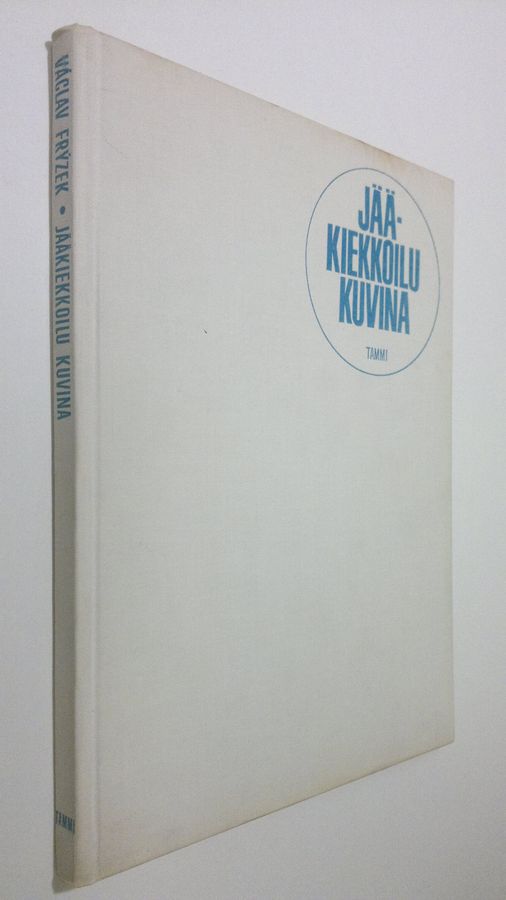 VÁCLAV FRÝZEK • JÄÄKIEKKOILU KUVINA
TAMMI
JÄÄ-
KIEKKOILU
KUVINA
TAMMI